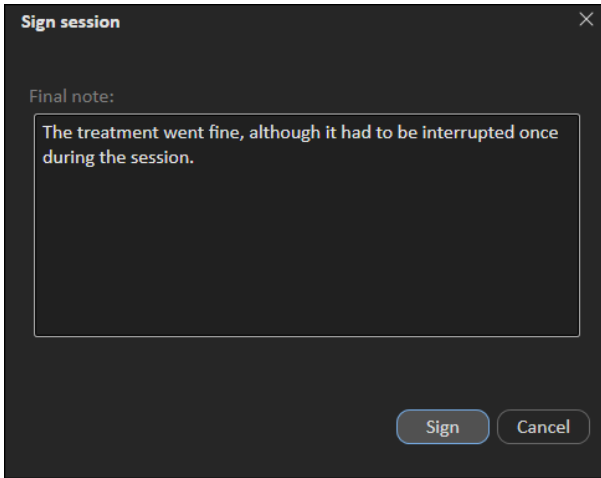 Sign session
Final note:
The treatment went fine, although it had to be interrupted once
during the session.
Sign
Cancel